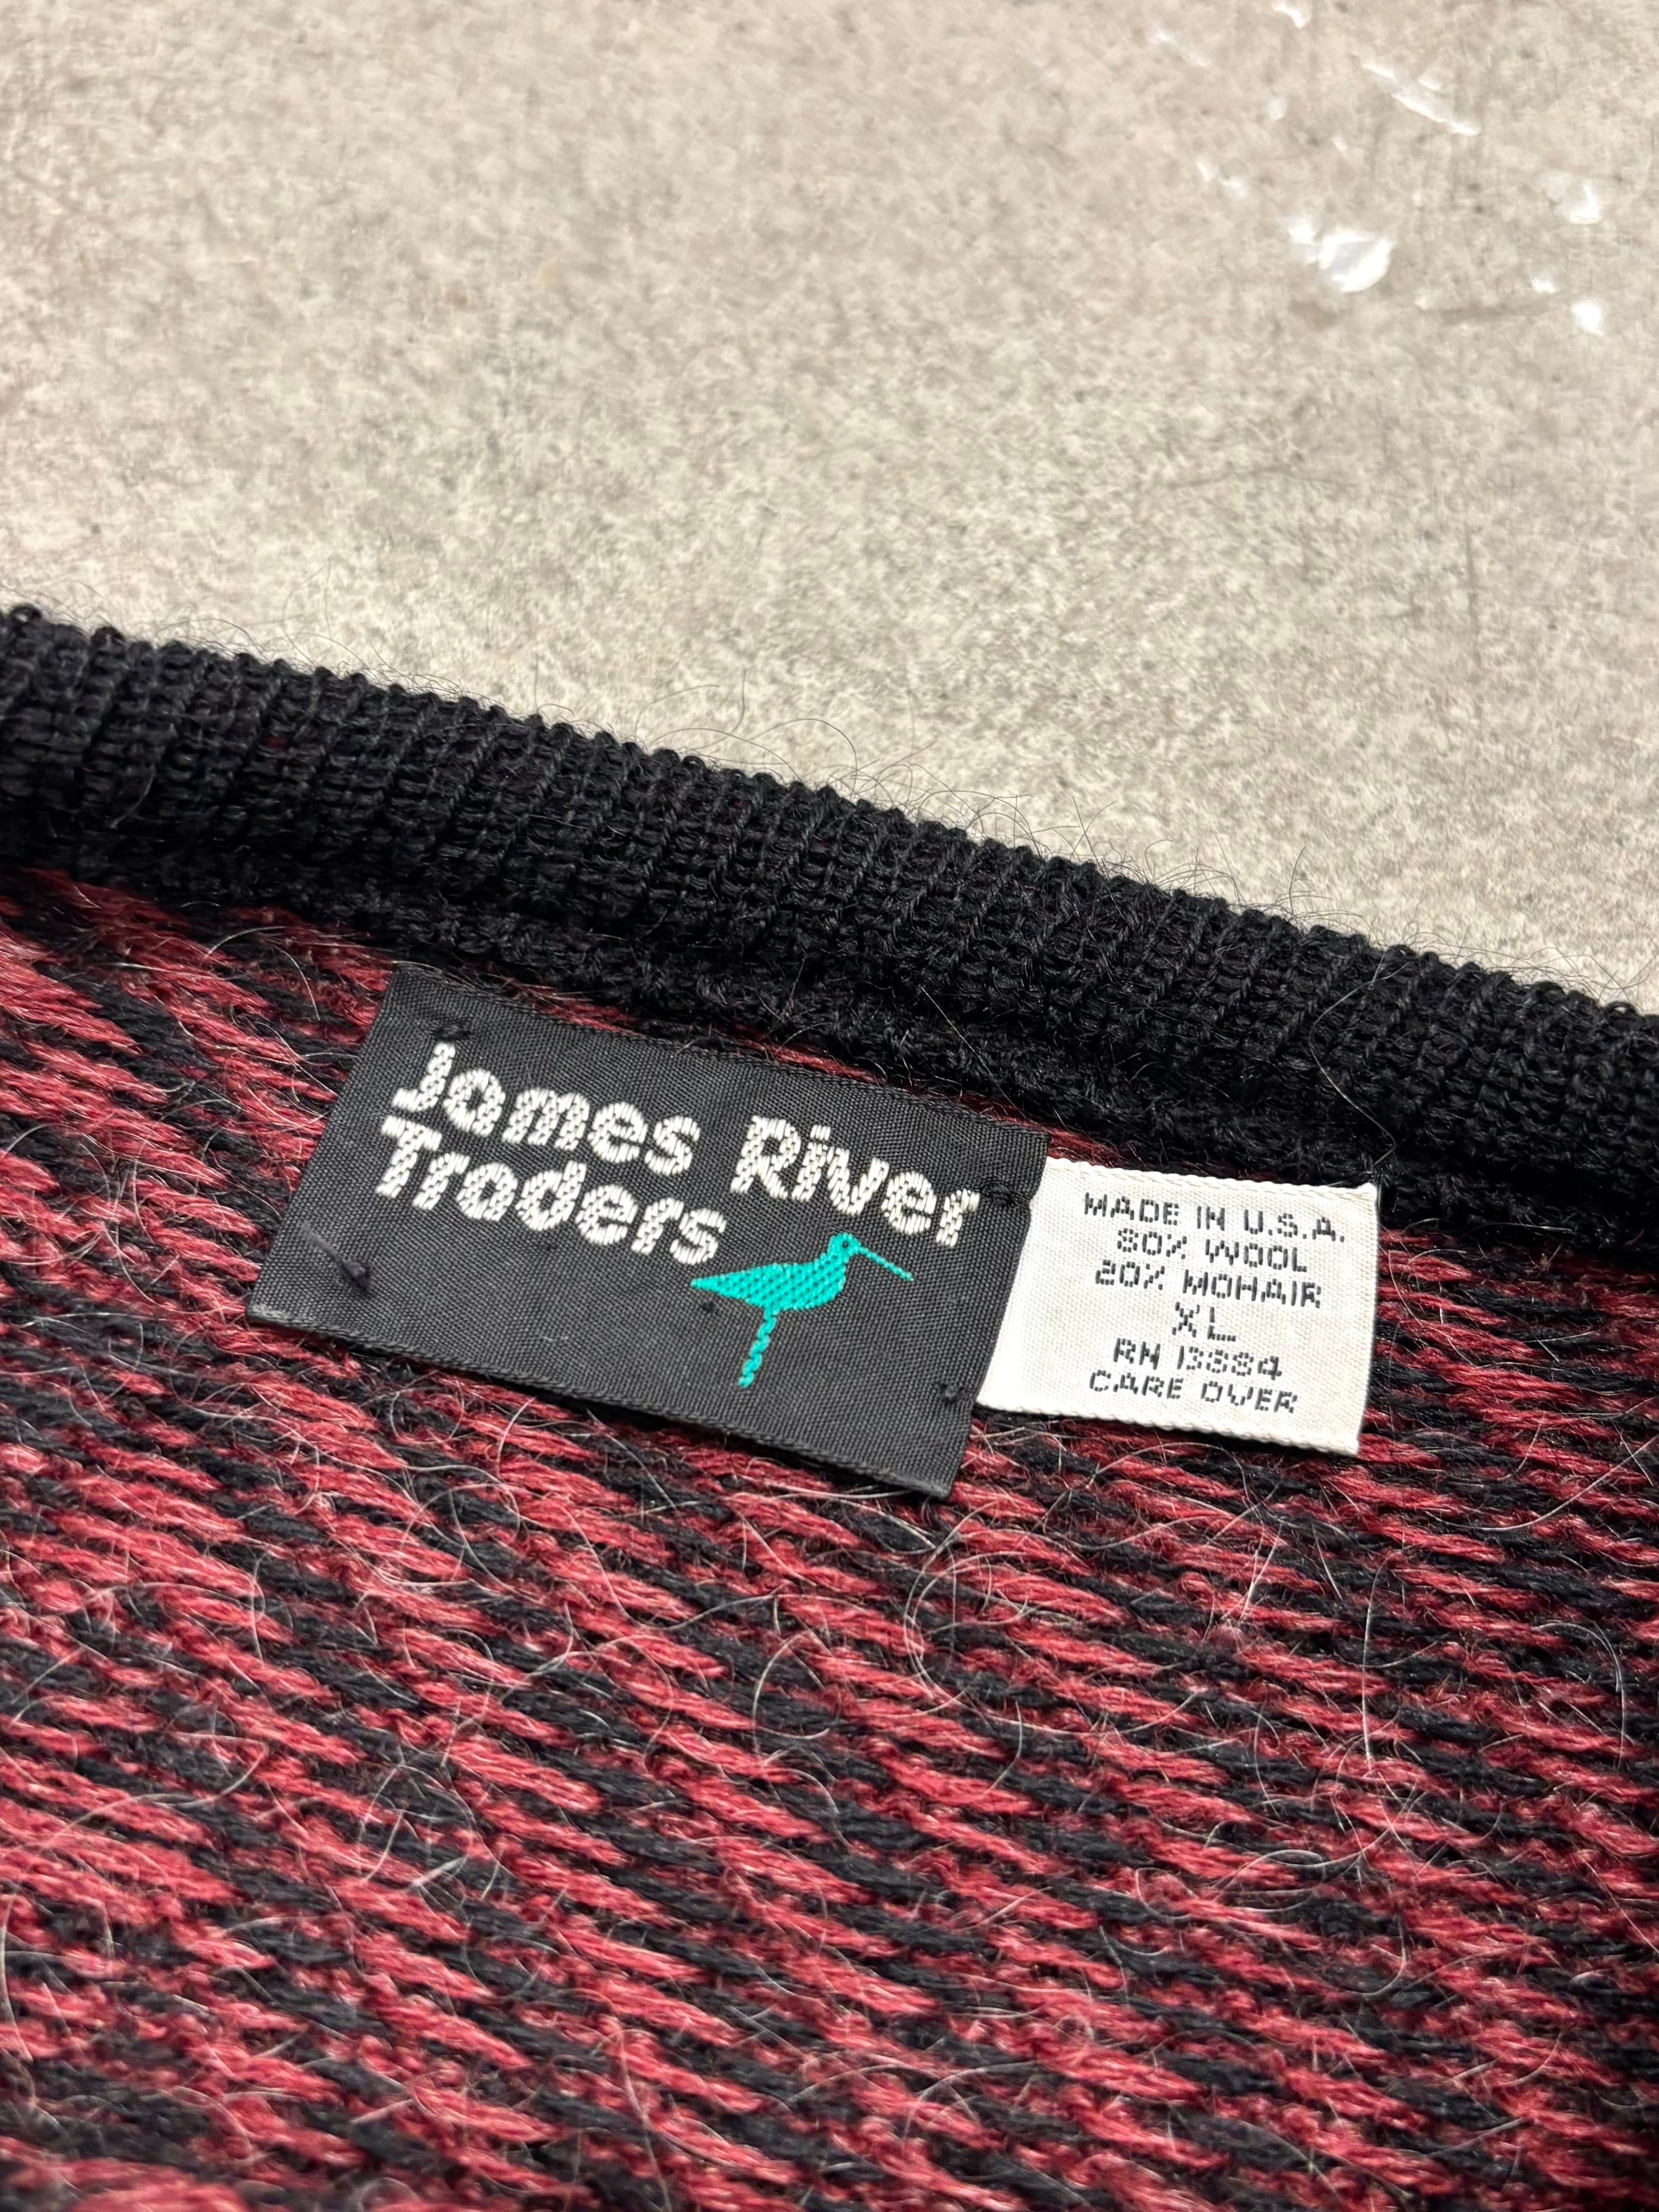 James River
Traders
MADE IN U.S.A.
80% WOOL
20% MOHAIR
XL
RN 13884
CARE OVER